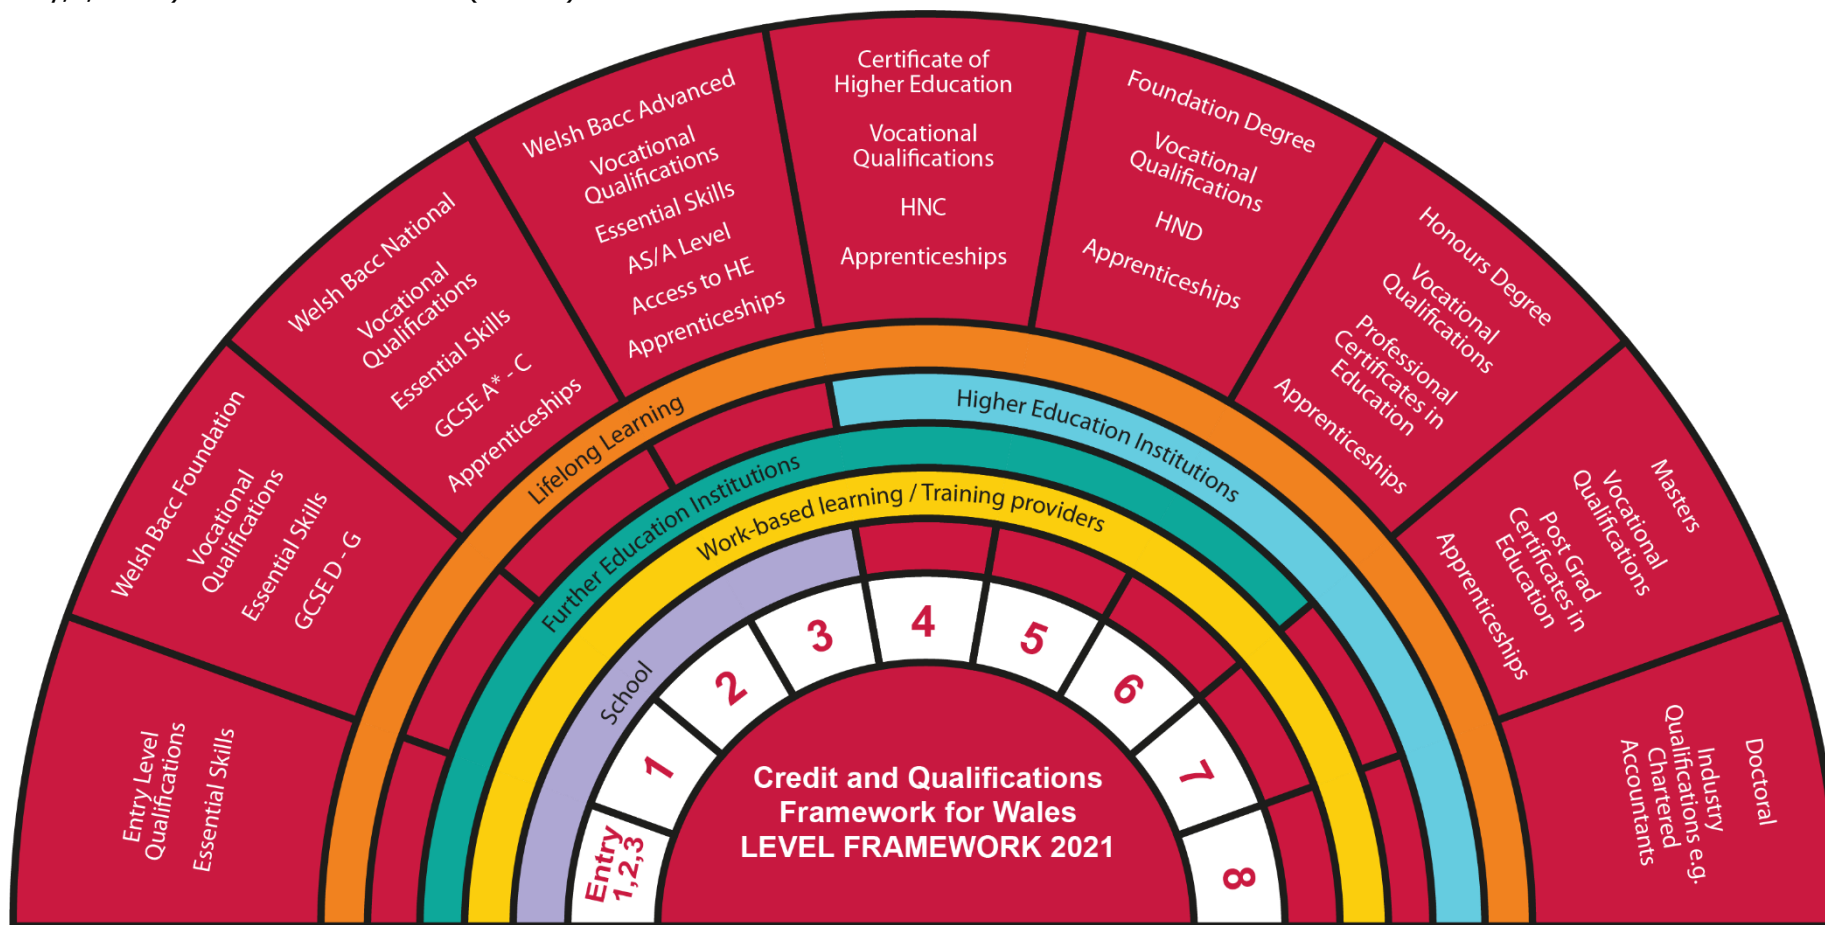 Entry Level
Qualifications
Essential Skills
Welsh Bacc Foundation
Vocational
Qualifications
Essential Skills
GCSE D - G
Welsh Bacc National
Vocational
Qualifications
Essential Skills
GCSE A* - C
Apprenticeships
Welsh Bacc Advanced
Vocational
Qualifications
Essential Skills
AS/A Level
Access to HE
Apprenticeships
Certificate of
Higher Education
Vocational
Qualifications
HNC
Apprenticeships
Foundation Degree
Vocational
Qualifications
HND
Apprenticeships
Honours Degree
Vocational
Qualifications
Professional
Certificates in
Education
Apprenticeships
Masters
Vocational
Qualifications
Post Grad
Certificates in
Education
Apprenticeships
Doctoral
Industry
Qualifications e.g.
Chartered
Accountants
Lifelong Learning
Higher Education Institutions
Further Education Institutions
Work-based learning / Training providers
School
Entry
1,2,3
1
2
3
4
5
6
7
8
Credit and Qualifications
Framework for Wales
LEVEL FRAMEWORK 2021